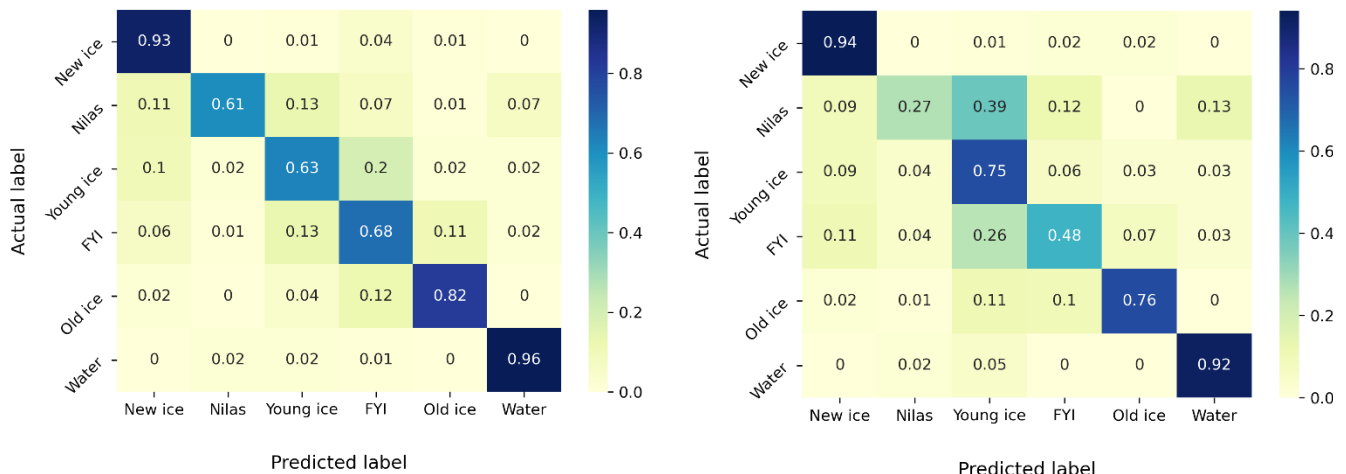 New ice 0.93 0 0.01 0.04 0.01 0
Nilas 0.11 0.61 0.13 0.07 0.01 0.07
Young ice 0.1 0.02 0.63 0.2 0.02 0.02
FYI 0.06 0.01 0.13 0.68 0.11 0.02
Old ice 0.02 0 0.04 0.12 0.82 0
Water 0 0.02 0.02 0.01 0 0.96
New ice Nilas Young ice FYI Old ice Water
Actual label
Predicted label
0.8
0.6
0.4
0.2
0.0
New ice 0.94 0 0.01 0.02 0.02 0
Nilas 0.09 0.27 0.39 0.12 0 0.13
Young ice 0.09 0.04 0.75 0.06 0.03 0.03
FYI 0.11 0.04 0.26 0.48 0.07 0.03
Old ice 0.02 0.01 0.11 0.1 0.76 0
Water 0 0.02 0.05 0 0 0.92
New ice Nilas Young ice FYI Old ice Water
Actual label
Predicted label
0.8
0.6
0.4
0.2
0.0